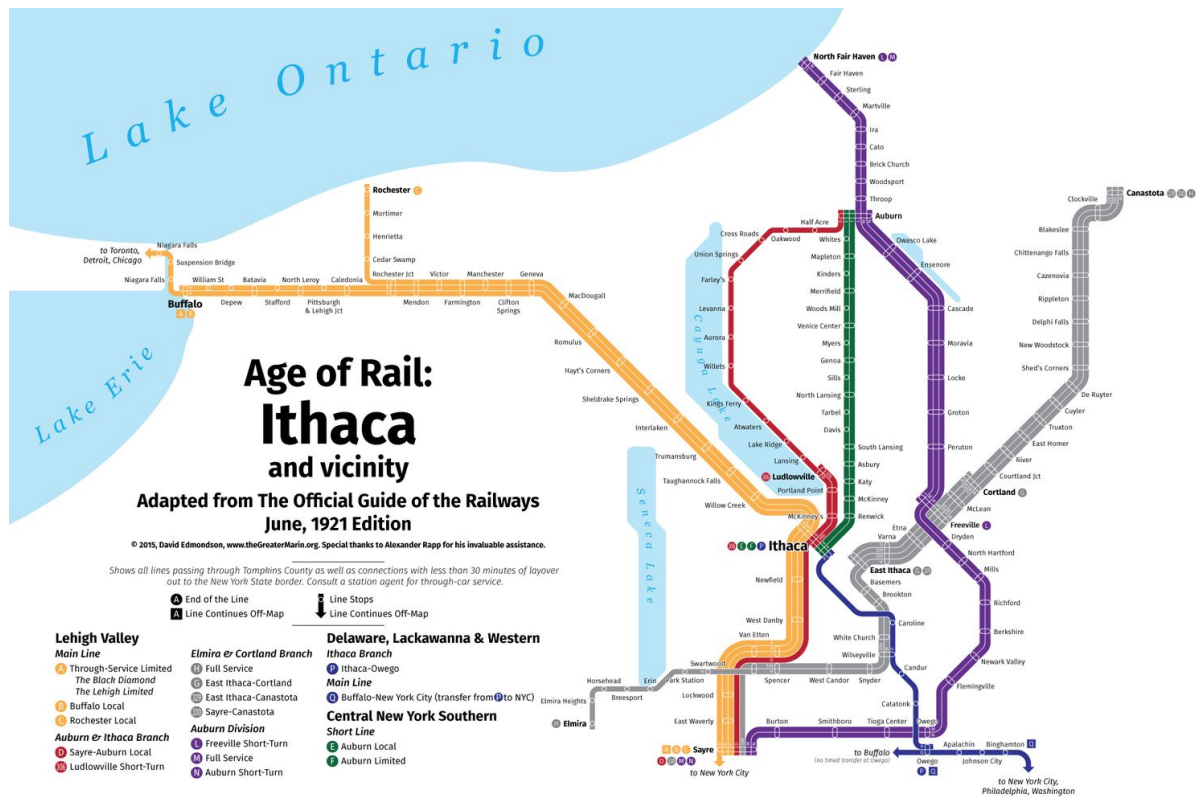 Lake Ontario
North Fair Haven L M
Fair Haven
Sterling
Martville
Ira
Cato
Brick Church
Woodsport
Throop
Auburn
Rochester C
Mortimer
Henrietta
Cedar Swamp
Rochester Jct
to Toronto,
Detroit, Chicago
Niagara Falls
Suspension Bridge
Niagara Falls
Buffalo
A B
William St
Depew
Batavia
Stafford
North Leroy
Pittsburgh
& Lehigh Jct
Caledonia
Mendon
Victor
Farmington
Manchester
Clifton
Springs
Geneva
MacDougall
Romulus
Hayt's Corners
Sheldrake Springs
Interlaken
Trumansburg
Taughannock Falls
Willow Creek
Lake Erie
Cayuga Lake
Seneca Lake
Owasco Lake
Half Acre
Oakwood
Cross Roads
Union Springs
Farley's
Levanna
Aurora
Willets
Kings Ferry
Atwaters
Lake Ridge
Lansing
Ludlowville
Portland Point
McKinney's
Whites
Mapleton
Kinders
Merrifield
Woods Mill
Venice Center
Myers
Genoa
Sills
North Lansing
Tarbel
Davis
South Lansing
Asbury
Katy
McKinney
Renwick
Ensenore
Cascade
Moravia
Locke
Groton
Peruton
Canastota
Clockville
Blakeslee
Chittenango Falls
Cazenovia
Rippleton
Delphi Falls
New Woodstock
Shed's Corners
De Ruyter
Cuyler
Truxton
East Homer
River
Courtland Jct
Cortland G
McLean
Freeville L
Etna
Varna
Dryden
North Hartford
Mills
Richford
Berkshire
Newark Valley
Flemingville
Ithaca
E F P
East Ithaca G
Basemers
Brookton
White Church
Wilseyville
Caroline
Candur
Catatonk
Newfield
West Danby
Van Etten
Swartwood
Spencer
West Candor
Snyder
Park Station
Erin
Breesport
Horsehead
Elmira Heights
H Elmira
Lockwood
East Waverly
A B C Sayre
D M N
to New York City
Burton
Smithboro
Tioga Center
Owego
to Buffalo
(no timed transfer at Owego)
Owego
P Q
Apalachin
Johnson City
Binghamton Q
to New York City,
Philadelphia, Washington
Age of Rail:
Ithaca
and vicinity
Adapted from The Official Guide of the Railways
June, 1921 Edition
© 2015, David Edmondson, www.theGreaterMarin.org. Special thanks to Alexander Rapp for his invaluable assistance.
Shows all lines passing through Tompkins County as well as connections with less than 30 minutes of layover
out to the New York State border. Consult a station agent for through-car service.
A End of the Line
A Line Continues Off-Map
Line Stops
Line Continues Off-Map
Lehigh Valley
Main Line
A Through-Service Limited
The Black Diamond
The Lehigh Limited
B Buffalo Local
C Rochester Local
Auburn & Ithaca Branch
D Sayre-Auburn Local
Ludlowville Short-Turn
Elmira & Cortland Branch
H Full Service
G East Ithaca-Cortland
East Ithaca-Canastota
Sayre-Canastota
Auburn Division
L Freeville Short-Turn
M Full Service
N Auburn Short-Turn
Delaware, Lackawanna & Western
Ithaca Branch
P Ithaca-Owego
Main Line
Q Buffalo-New York City (transfer from P to NYC)
Central New York Southern
Short Line
E Auburn Local
F Auburn Limited